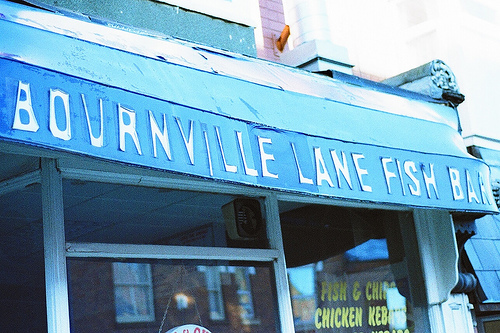 BOURNVILLE LANE FISH BAR
FISH & CHI
CHICKEN KEB